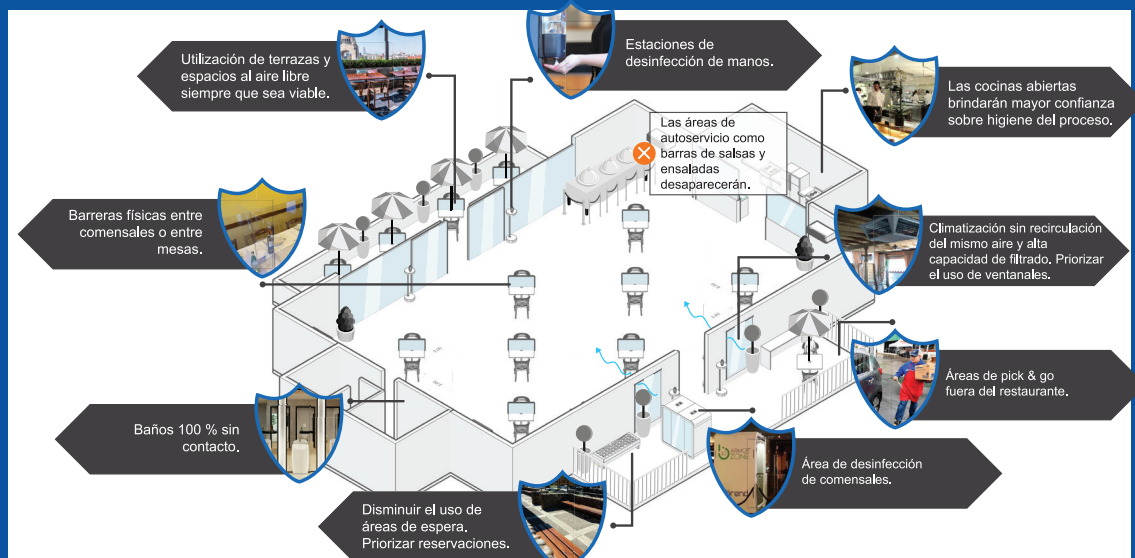 Utilización de terrazas y
espacios al aire libre
siempre que sea viable.
Estaciones de
desinfección de manos.
Las cocinas abiertas
brindarán mayor confianza
sobre higiene del proceso.
Las áreas de
autoservicio como
barras de salsas y
ensaladas
desaparecerán.
Barreras físicas entre
comensales o entre
mesas.
Climatización sin recirculación
del mismo aire y alta
capacidad de filtrado. Priorizar
el uso de ventanales.
Áreas de pick & go
fuera del restaurante.
Baños 100 % sin
contacto.
Área de desinfección
de comensales.
Disminuir el uso de
áreas de espera.
Priorizar reservaciones.